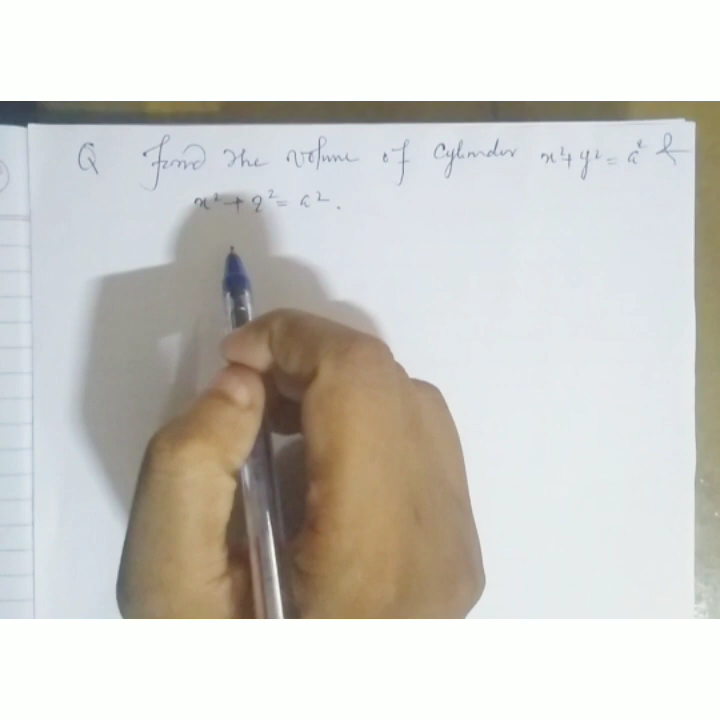 Q Find the volume of Cylinder x²+y²=a² &
x²+z²=a².